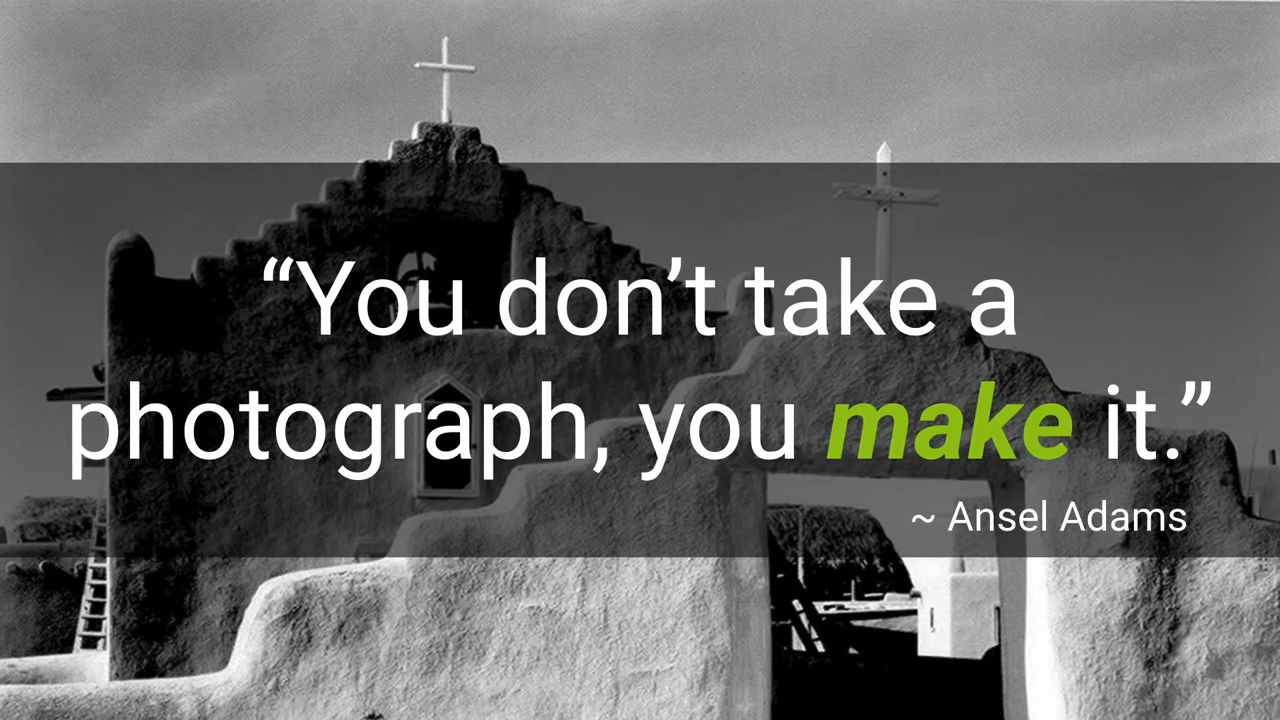 “You don’t take a
photograph, you make it.”
~ Ansel Adams